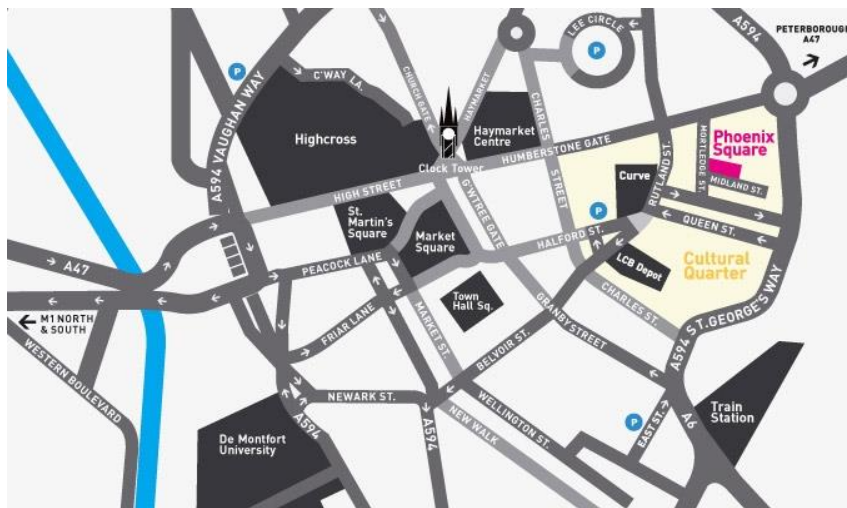 PETERBOROUGH
A47
A594
LEE CIRCLE
P
P
A594 VAUGHAN WAY
C'WAY LA.
CHURCH GATE
HAYMARKET
CHARLES
STREET
Highcross
Haymarket
Centre
Clock Tower
HUMBERSTONE GATE
RUTLAND ST.
MORTLEDGE ST.
Phoenix
Square
MIDLAND ST.
Curve
HIGH STREET
St.
Martin's
Square
Market
Square
G'WTREE GATE
P
HALFORD ST.
QUEEN ST.
LCB Depot
Cultural
Quarter
A47
PEACOCK LANE
M1 NORTH
& SOUTH
WESTERN BOULEVARD
FRIAR LANE
MARKET ST.
Town
Hall Sq.
GRANBY STREET
CHARLES ST.
A594 ST.GEORGE'S WAY
BELVOIR ST.
NEWARK ST.
WELLINGTON ST.
NEW WALK
A594
A594
De Montfort
University
P
EAST ST.
A6
Train
Station